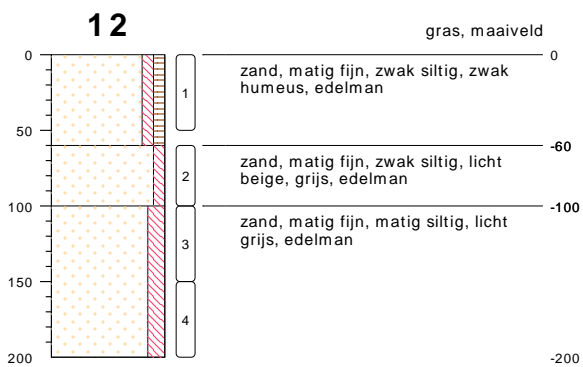 12
gras, maaiveld
0
0
zand, matig fijn, zwak siltig, zwak
humeus, edelman
1
50
-60
zand, matig fijn, zwak siltig, licht
beige, grijs, edelman
2
100
-100
zand, matig fijn, matig siltig, licht
grijs, edelman
3
150
4
200
-200